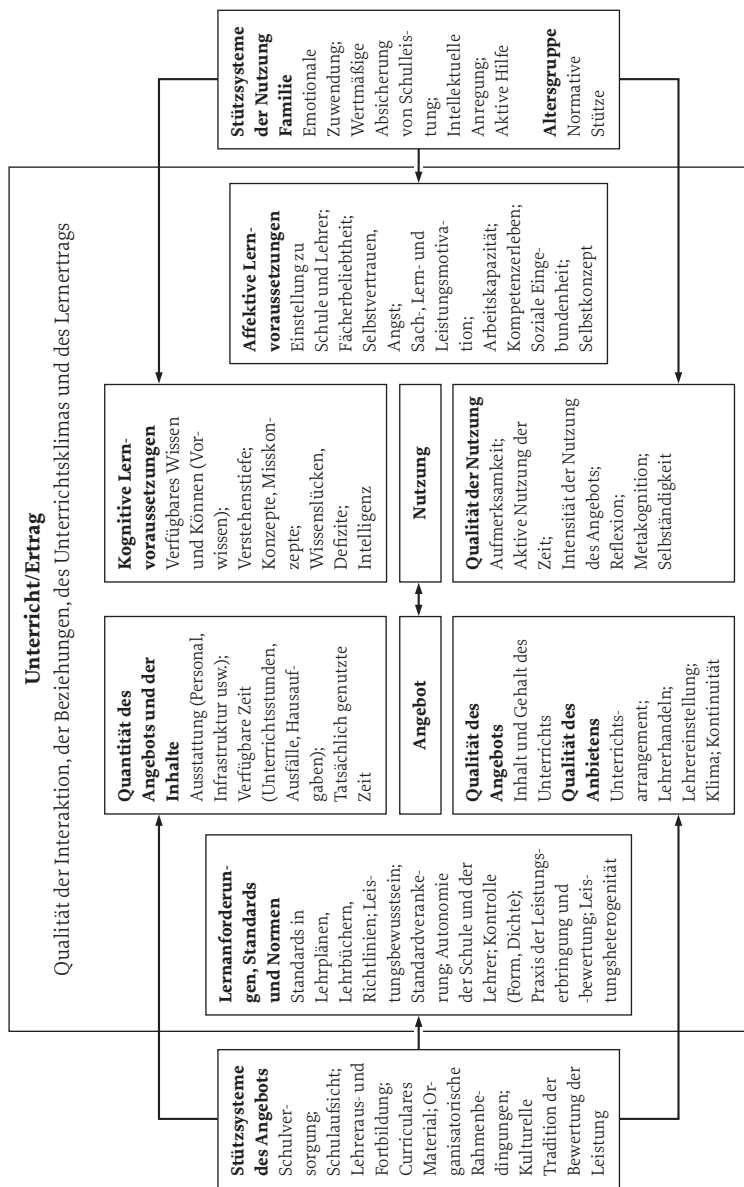 Unterricht/Ertrag
Qualität der Interaktion, der Beziehungen, des Unterrichtsklimas und des Lernertrags
Stützsysteme
des Angebots
Schulver-
sorgung;
Schulaufsicht;
Lehreraus- und
Fortbildung;
Curriculares
Material; Or-
ganisatorische
Rahmenbe-
dingungen;
Kulturelle
Tradition der
Bewertung der
Leistung
Lernanforderun-
gen, Standards
und Normen
Standards in
Lehrplänen,
Lehrbüchern,
Richtlinien; Leis-
tungsbewusstsein;
Standardveranke-
rung; Autonomie
der Schule und der
Lehrer; Kontrolle
(Form, Dichte);
Praxis der Leistungs-
erbringung und
-bewertung; Leis-
tungsheterogenität
Quantität des
Angebots und der
Inhalte
Ausstattung (Personal,
Infrastruktur usw.);
Verfügbare Zeit
(Unterrichtsstunden,
Ausfälle, Hausauf-
gaben);
Tatsächlich genutzte
Zeit
Angebot
Qualität des
Angebots
Inhalt und Gehalt des
Unterrichts
Qualität des
Anbietens
Unterrichts-
arrangement;
Lehrerhandeln;
Lehrereinstellung;
Klima; Kontinuität
Kognitive Lern-
voraussetzungen
Verfügbares Wissen
und Können (Vor-
wissen);
Verstehenstiefe;
Konzepte, Misskon-
zepte;
Wissenslücken,
Defizite;
Intelligenz
Nutzung
Qualität der Nutzung
Aufmerksamkeit;
Aktive Nutzung der
Zeit;
Intensität der Nutzung
des Angebots;
Reflexion;
Metakognition;
Selbständigkeit
Affektive Lern-
voraussetzungen
Einstellung zu
Schule und Lehrer;
Fächerbeliebtheit;
Selbstvertrauen,
Angst;
Sach-, Lern- und
Leistungsmotiva-
tion;
Arbeitskapazität;
Kompetenzerleben;
Soziale Einge-
bundenheit;
Selbstkonzept
Stützsysteme
der Nutzung
Familie
Emotionale
Zuwendung;
Wertmäßige
Absicherung
von Schulleis-
tung;
Intellektuelle
Anregung;
Aktive Hilfe
Altersgruppe
Normative
Stütze